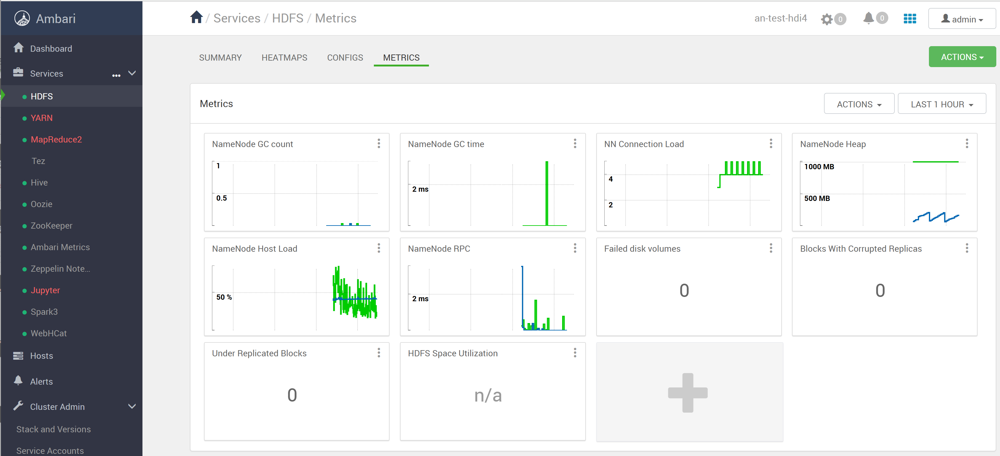 Ambari
/ Services / HDFS / Metrics
an-test-hdi4
0
0
admin
Dashboard
Services
...
HDFS
YARN
MapReduce2
Tez
Hive
Oozie
ZooKeeper
Ambari Metrics
Zeppelin Note...
Jupyter
Spark3
WebHCat
Hosts
Alerts
Cluster Admin
Stack and Versions
Service Accounts
SUMMARY
HEATMAPS
CONFIGS
METRICS
ACTIONS
Metrics
ACTIONS
LAST 1 HOUR
NameNode GC count
1
0.5
NameNode GC time
2 ms
NN Connection Load
4
2
NameNode Heap
1000 MB
500 MB
NameNode Host Load
50 %
NameNode RPC
2 ms
Failed disk volumes
0
Blocks With Corrupted Replicas
0
Under Replicated Blocks
0
HDFS Space Utilization
n/a